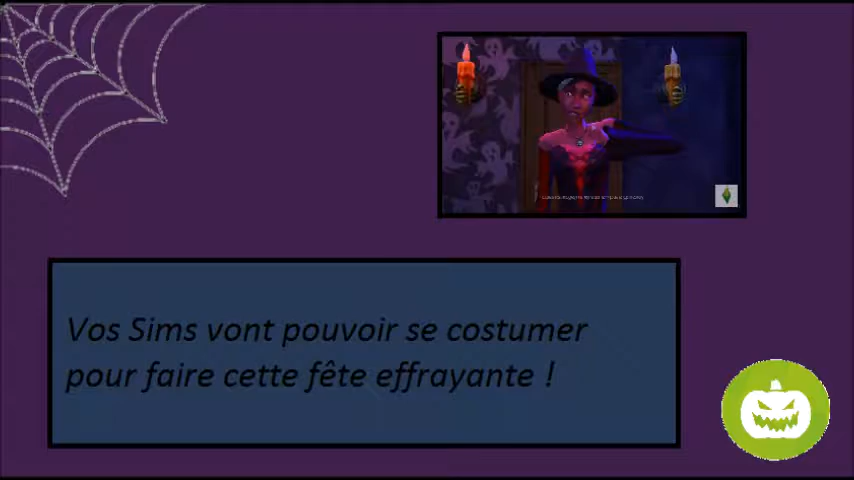 Vos Sims vont pouvoir se costumer
pour faire cette fête effrayante !